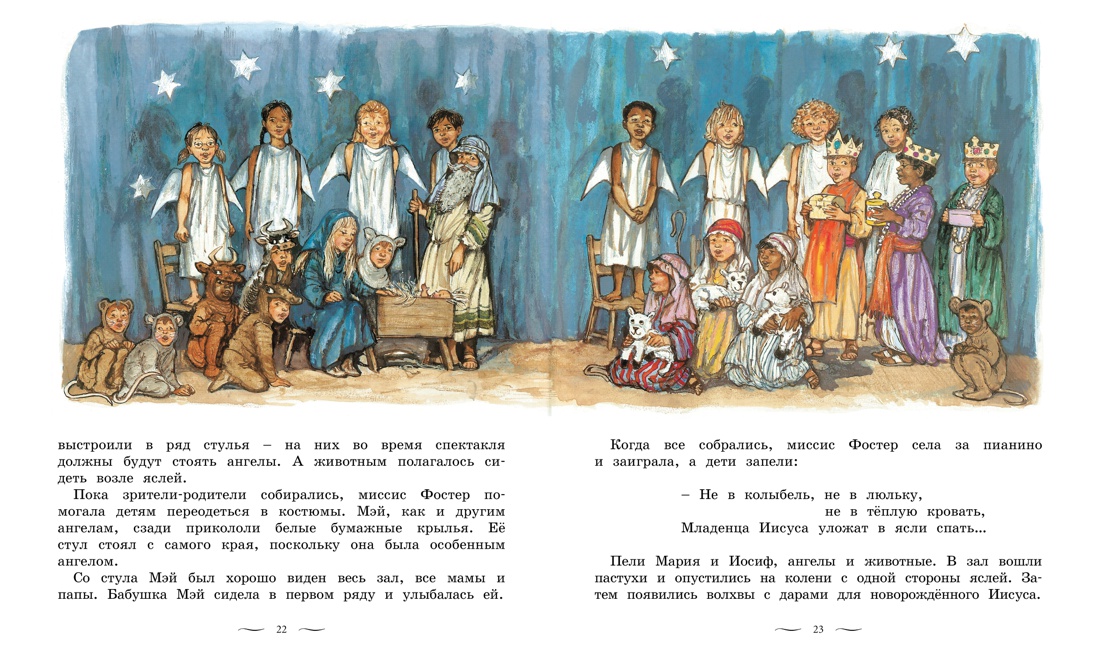 выстроили в ряд стулья – на них во время спектакля
должны будут стоять ангелы. А животным полагалось си-
деть возле яслей.
Пока зрители-родители собирались, миссис Фостер по-
могала детям переодеться в костюмы. Мэй, как и другим
ангелам, сзади прикололи белые бумажные крылья. Её
стул стоял с самого края, поскольку она была особенным
ангелом.
Со стула Мэй был хорошо виден весь зал, все мамы и
папы. Бабушка Мэй сидела в первом ряду и улыбалась ей.
22
Когда все собрались, миссис Фостер села за пианино
и заиграла, а дети запели:
– Не в колыбель, не в люльку,
не в тёплую кровать,
Младенца Иисуса уложат в ясли спать...
Пели Мария и Иосиф, ангелы и животные. В зал вошли
пастухи и опустились на колени с одной стороны яслей. За-
тем появились волхвы с дарами для новорождённого Иисуса.
23